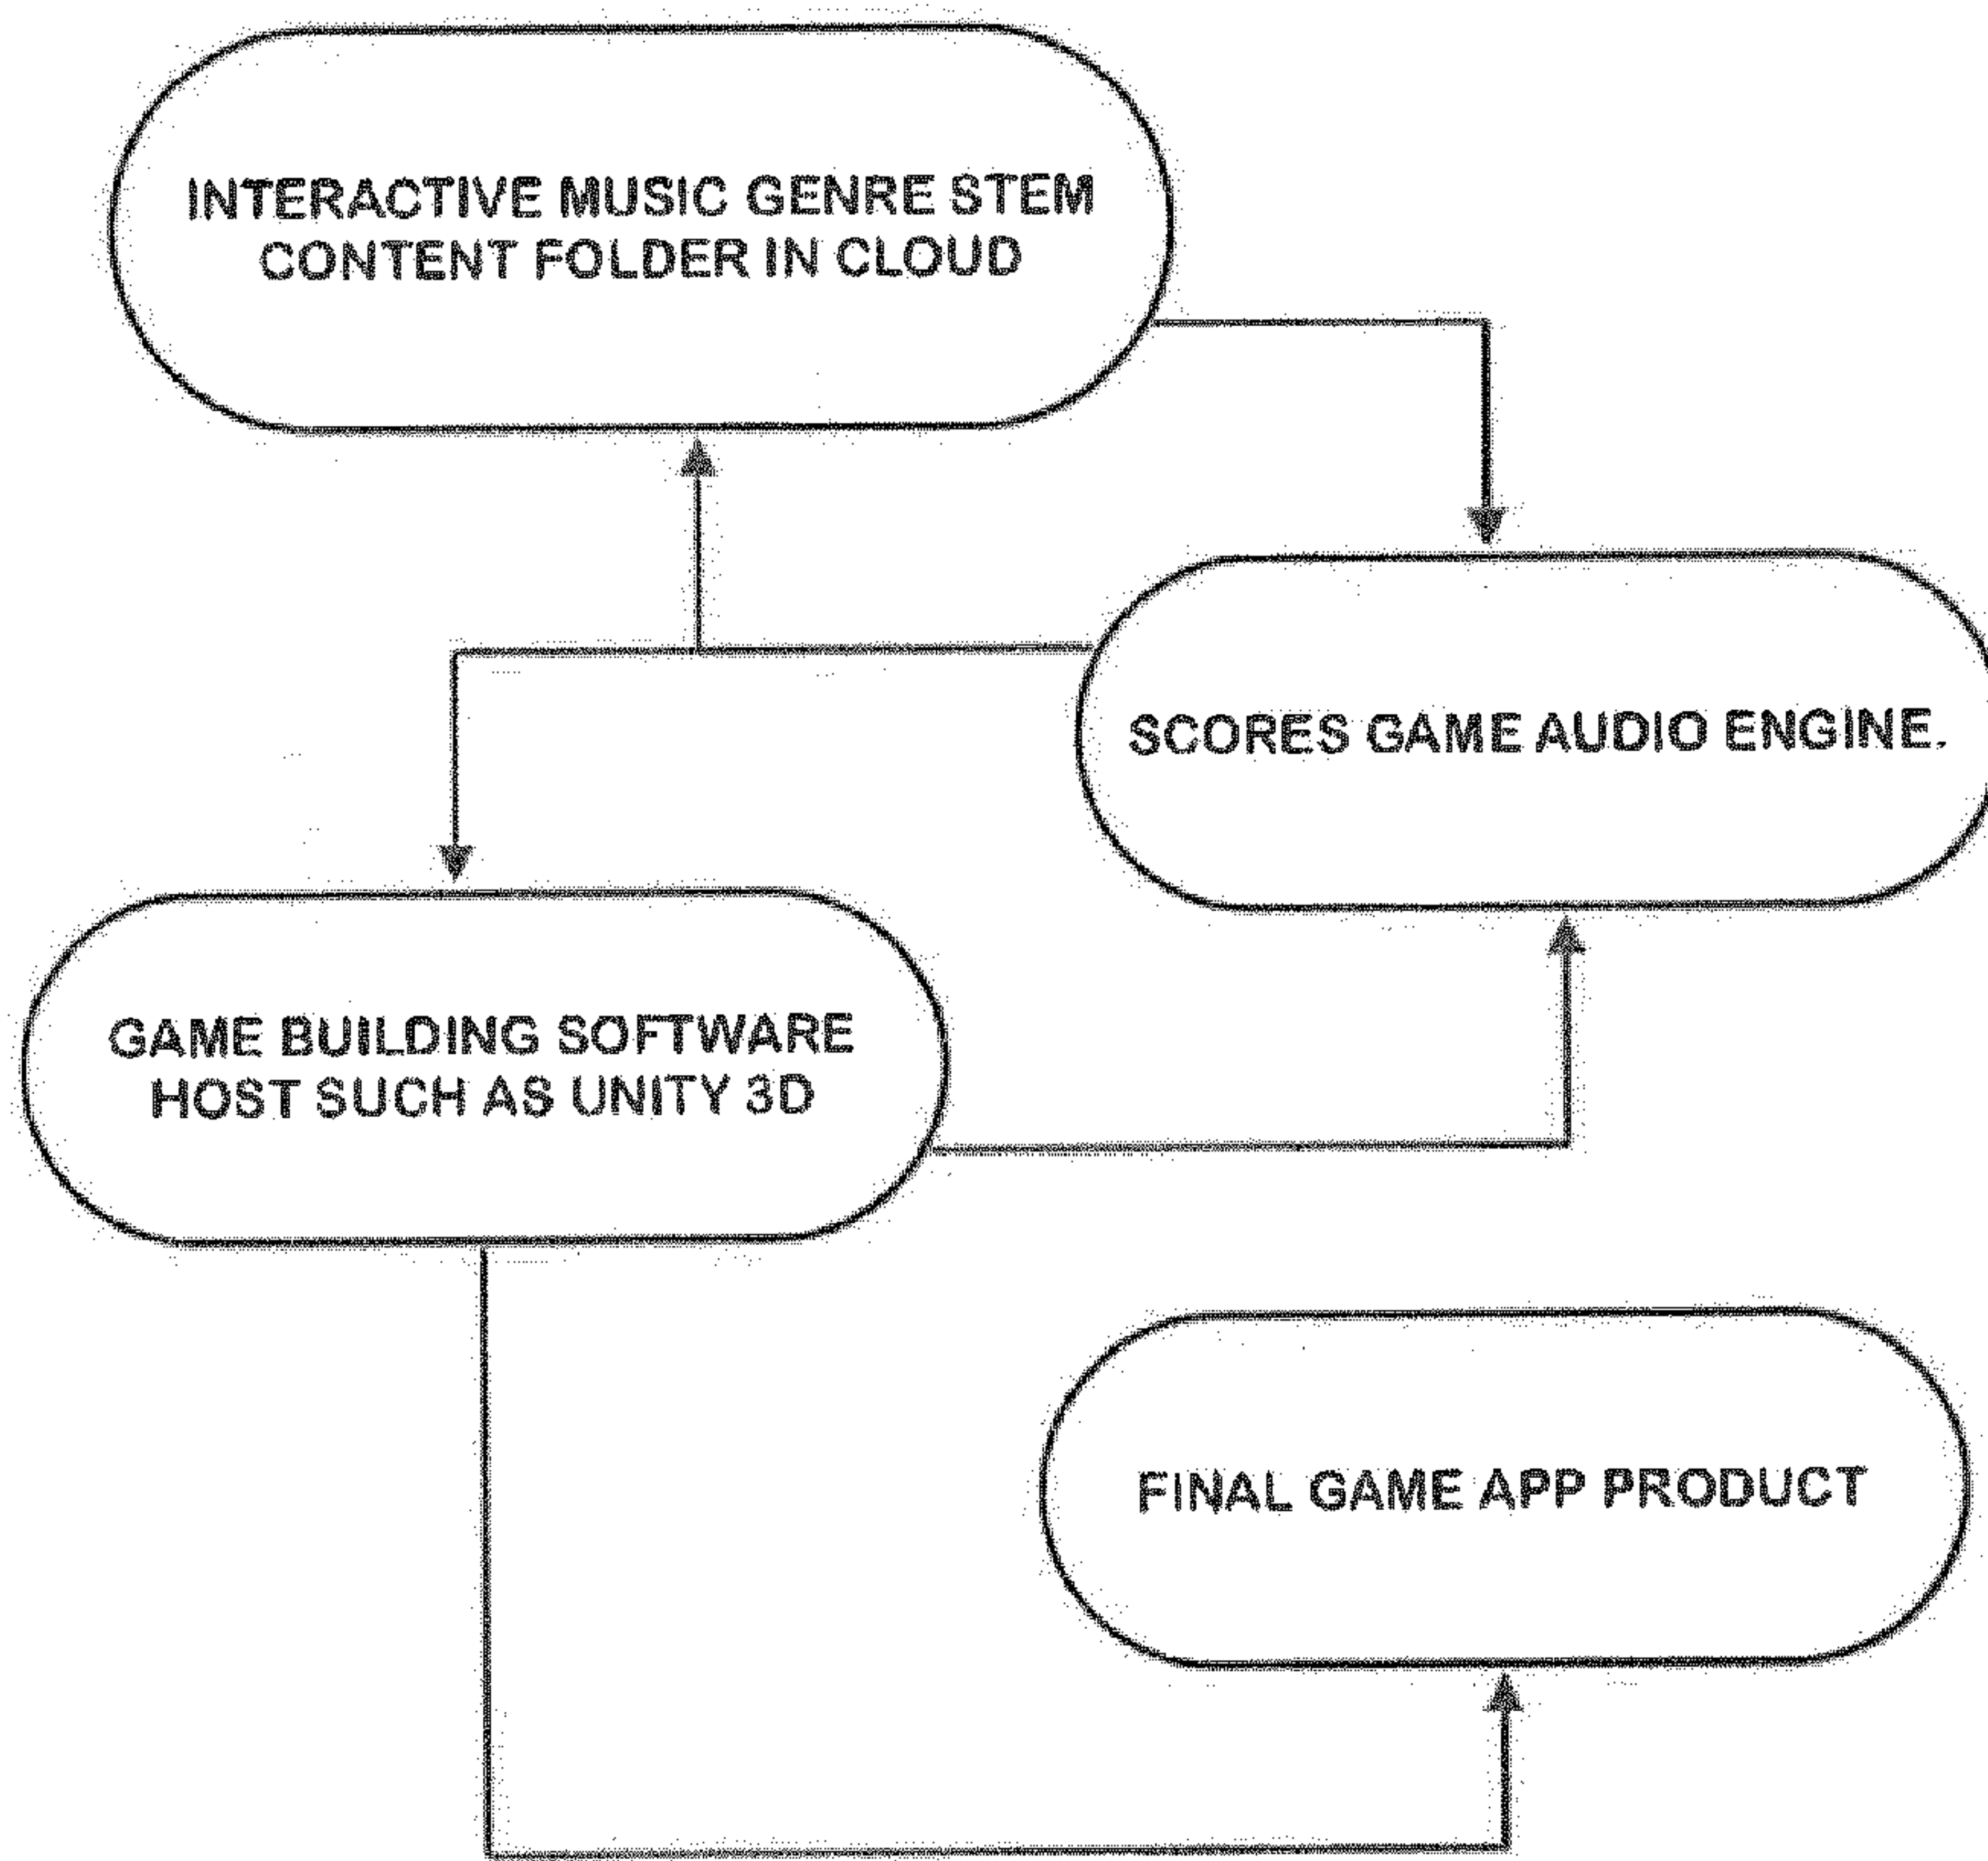 INTERACTIVE MUSIC GENRE STEM
CONTENT FOLDER IN CLOUD
SCORES GAME AUDIO ENGINE.
GAME BUILDING SOFTWARE
HOST SUCH AS UNITY 3D
FINAL GAME APP PRODUCT